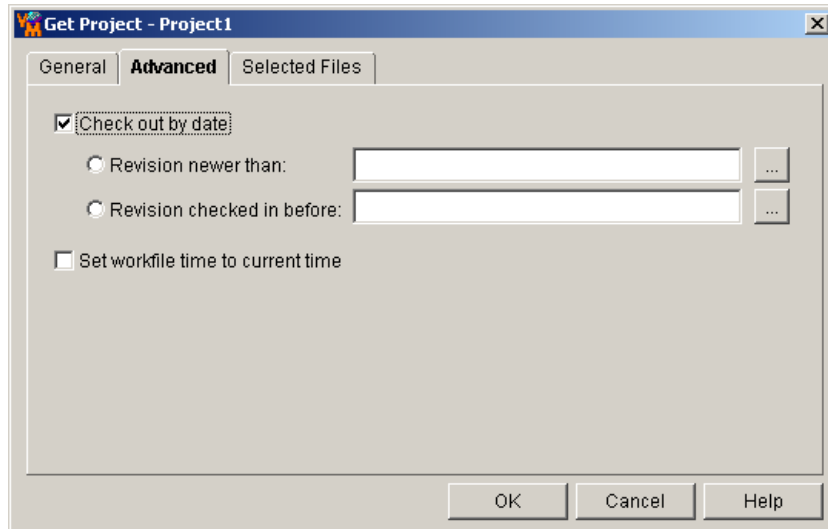 VM Get Project - Project1
General Advanced Selected Files
Check out by date
Revision newer than: ...
Revision checked in before: ...
Set workfile time to current time
OK Cancel Help